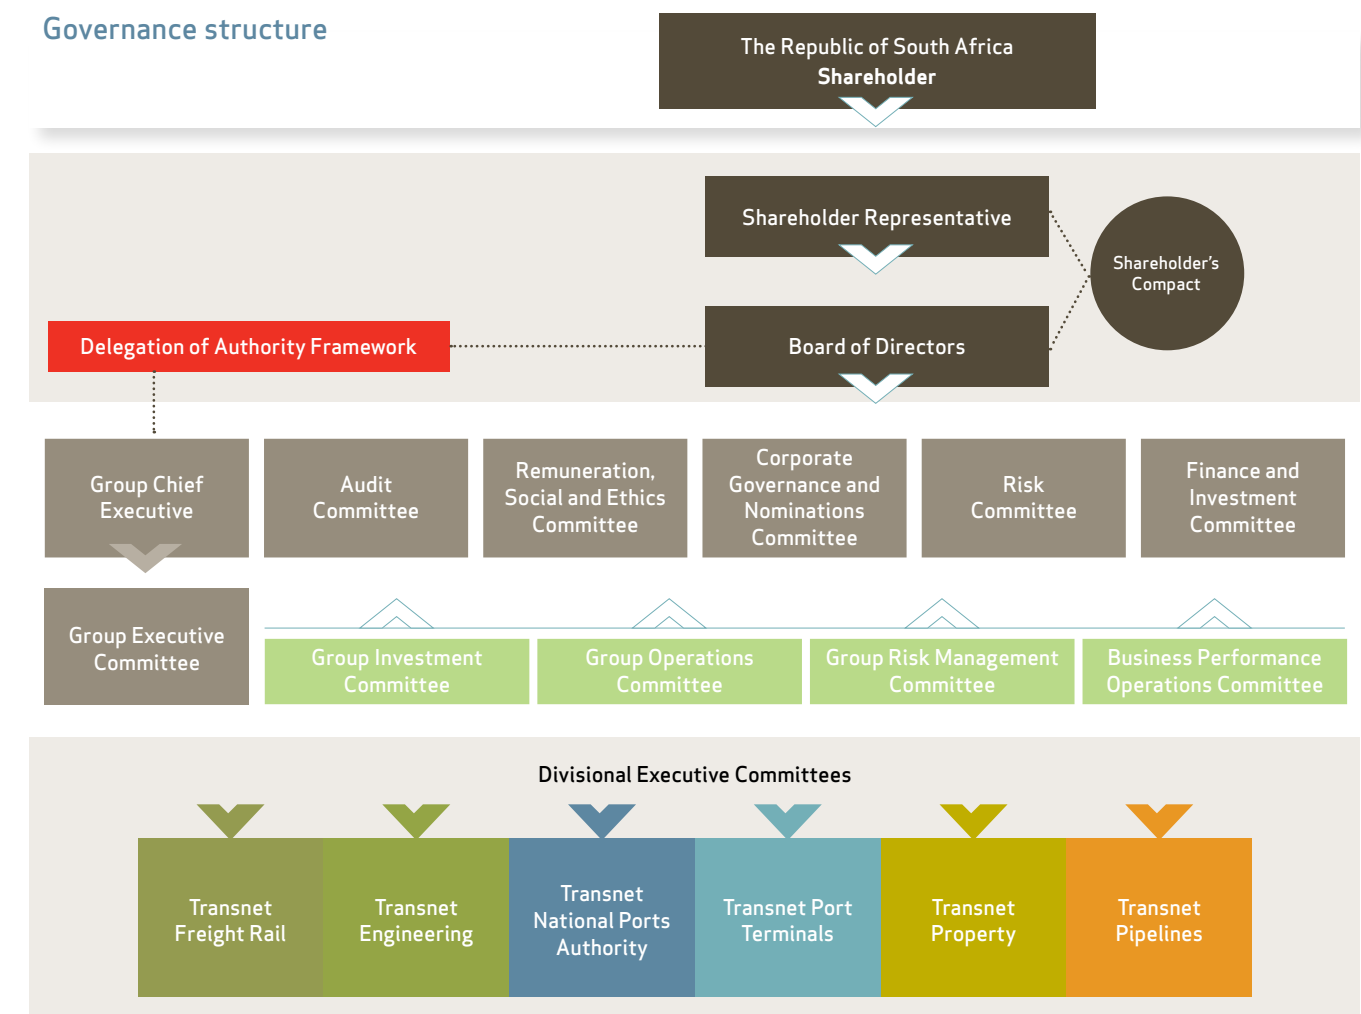 Governance structure
The Republic of South Africa
Shareholder
Shareholder Representative
Shareholder's
Compact
Delegation of Authority Framework
Board of Directors
Group Chief
Executive
Audit
Committee
Remuneration,
Social and Ethics
Committee
Corporate
Governance and
Nominations
Committee
Risk
Committee
Finance and
Investment
Committee
Group Executive
Committee
Group Investment
Committee
Group Operations
Committee
Group Risk Management
Committee
Business Performance
Operations Committee
Divisional Executive Committees
Transnet
Freight Rail
Transnet
Engineering
Transnet
National Ports
Authority
Transnet Port
Terminals
Transnet
Property
Transnet
Pipelines